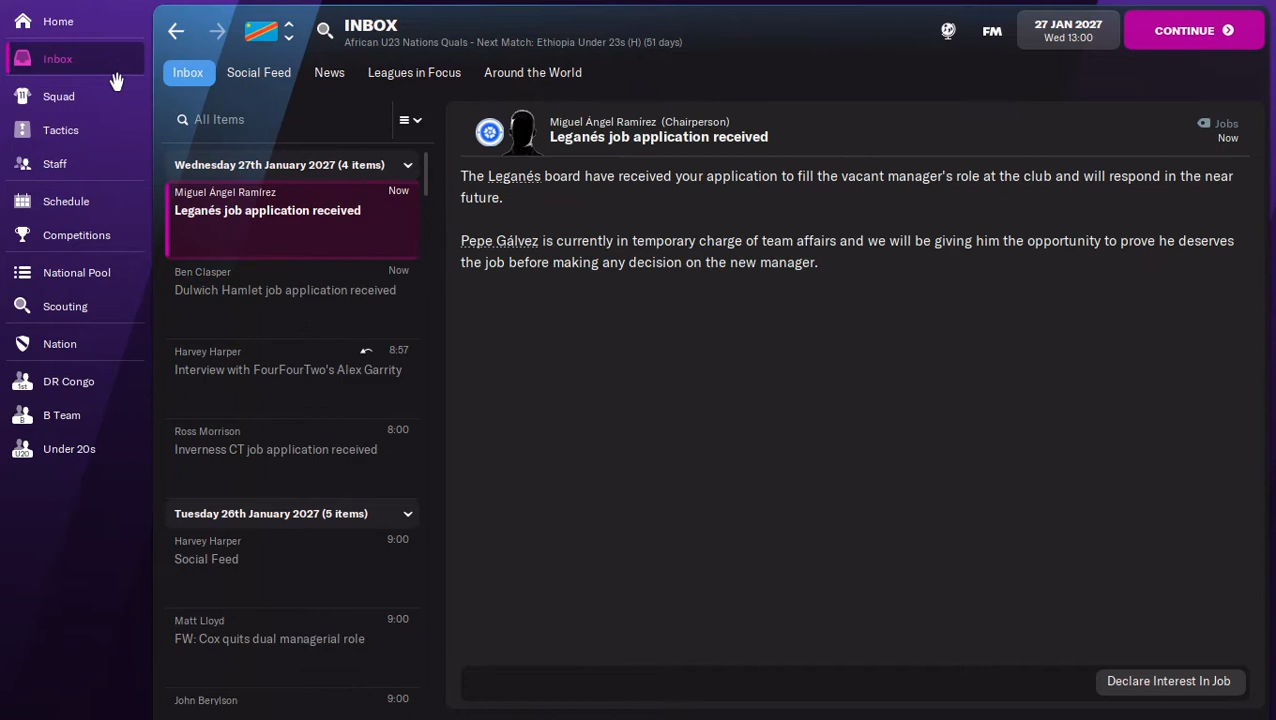 Home
Inbox
Squad
Tactics
Staff
Schedule
Competitions
National Pool
Scouting
Nation
DR Congo
B Team
Under 20s
INBOX
African U23 Nations Quals - Next Match: Ethiopia Under 23s (H) (51 days)
FM
27 JAN 2027
Wed 13:00
CONTINUE
Inbox
Social Feed
News
Leagues in Focus
Around the World
All Items
Wednesday 27th January 2027 (4 items)
Miguel Ángel Ramírez
Now
Leganés job application received
Ben Clasper
Now
Dulwich Hamlet job application received
Harvey Harper
8:57
Interview with FourFourTwo's Alex Garrity
Ross Morrison
8:00
Inverness CT job application received
Tuesday 26th January 2027 (5 items)
Harvey Harper
9:00
Social Feed
Matt Lloyd
9:00
FW: Cox quits dual managerial role
John Berylson
9:00
Miguel Ángel Ramírez (Chairperson)
Leganés job application received
Jobs
Now
The Leganés board have received your application to fill the vacant manager's role at the club and will respond in the near
future.
Pepe Gálvez is currently in temporary charge of team affairs and we will be giving him the opportunity to prove he deserves
the job before making any decision on the new manager.
Declare Interest In Job
11
1st
B
U20